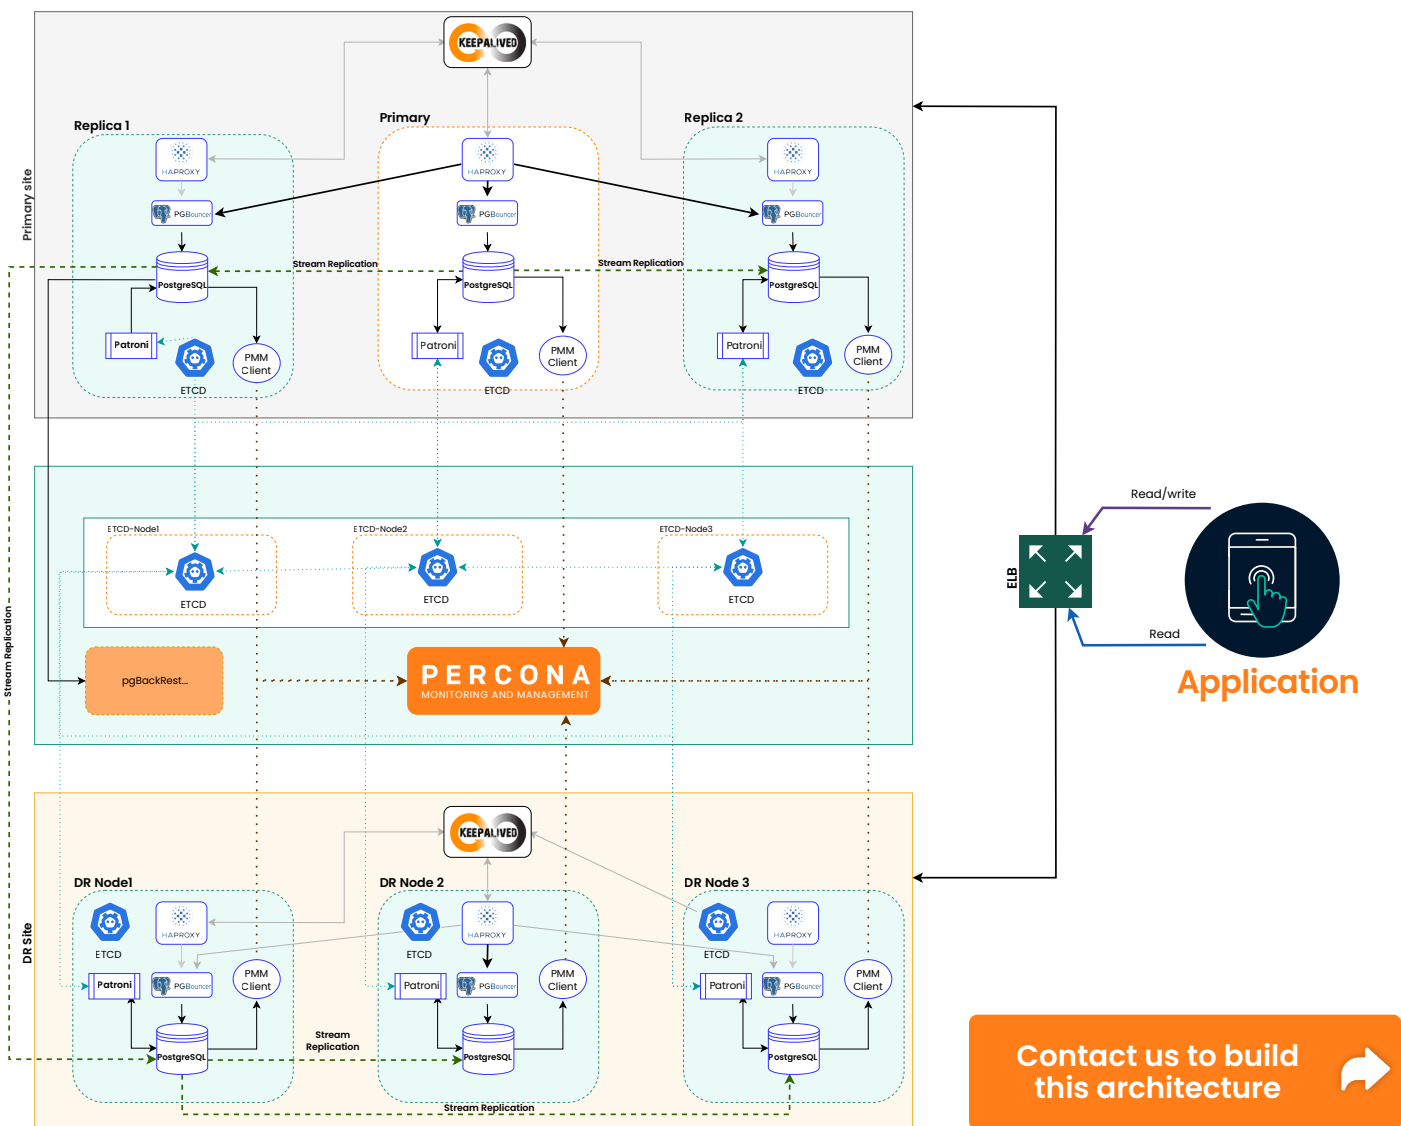 KEEPALIVED
Replica 1
Primary
Replica 2
HAPROXY
HAPROXY
HAPROXY
Primary site
PGBouncer
PGBouncer
PGBouncer
Stream Replication
Stream Replication
PostgreSQL
PostgreSQL
PostgreSQL
Patroni
Patroni
Patroni
PMM
Client
PMM
Client
PMM
Client
ETCD
ETCD
ETCD
Read/write
ETCD-Node1
ETCD-Node2
ETCD-Node3
ETCD
ETCD
ETCD
ELB
Read
Application
Stream Replication
pgBackRest...
PERCONA
MONITORING AND MANAGEMENT
KEEPALIVED
DR Node1
DR Node 2
DR Node 3
DR Site
HAPROXY
HAPROXY
HAPROXY
ETCD
ETCD
ETCD
Patroni
PGBouncer
PMM
Client
Patroni
PGBouncer
PMM
Client
Patroni
PGBouncer
PMM
Client
PostgreSQL
Stream
Replication
PostgreSQL
PostgreSQL
Stream Replication
Contact us to build
this architecture